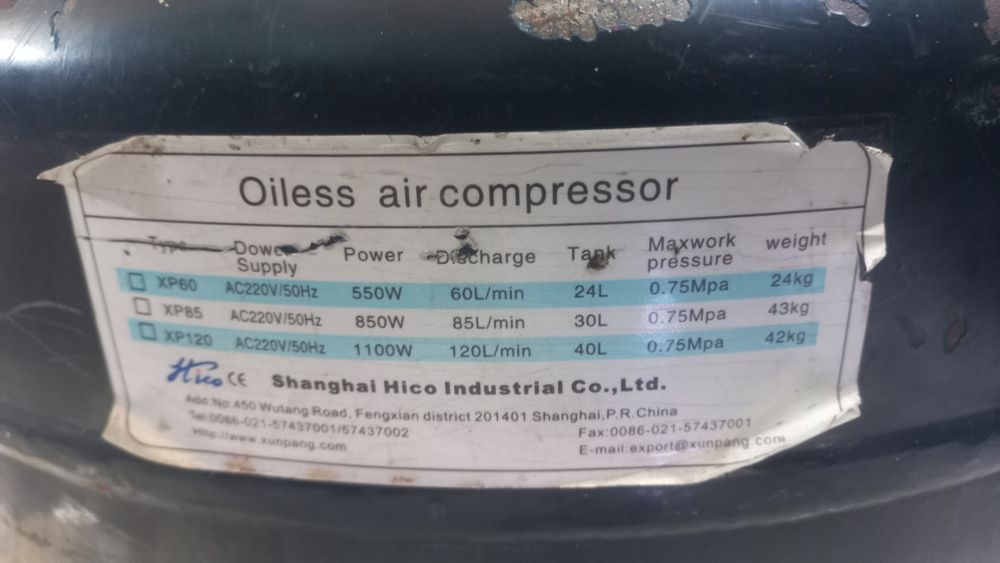 Oiless air compressor
Type Dower Supply Power Discharge Tank Maxwork pressure weight
☐ XP60 AC220V/50Hz 550W 60L/min 24L 0.75Mpa 24kg
☐ XP85 AC220V/50Hz 850W 85L/min 30L 0.75Mpa 43kg
☐ XP120 AC220V/50Hz 1100W 120L/min 40L 0.75Mpa 42kg
Hico CE Shanghai Hico Industrial Co.,Ltd.
Add:No:450 Wutang Road, Fengxian district 201401 Shanghai,P.R.China
Tel:0086-021-57437001/57437002 Fax:0086-021-57437001
Http://www.xunpang.com E-mail:export@xunpang.com